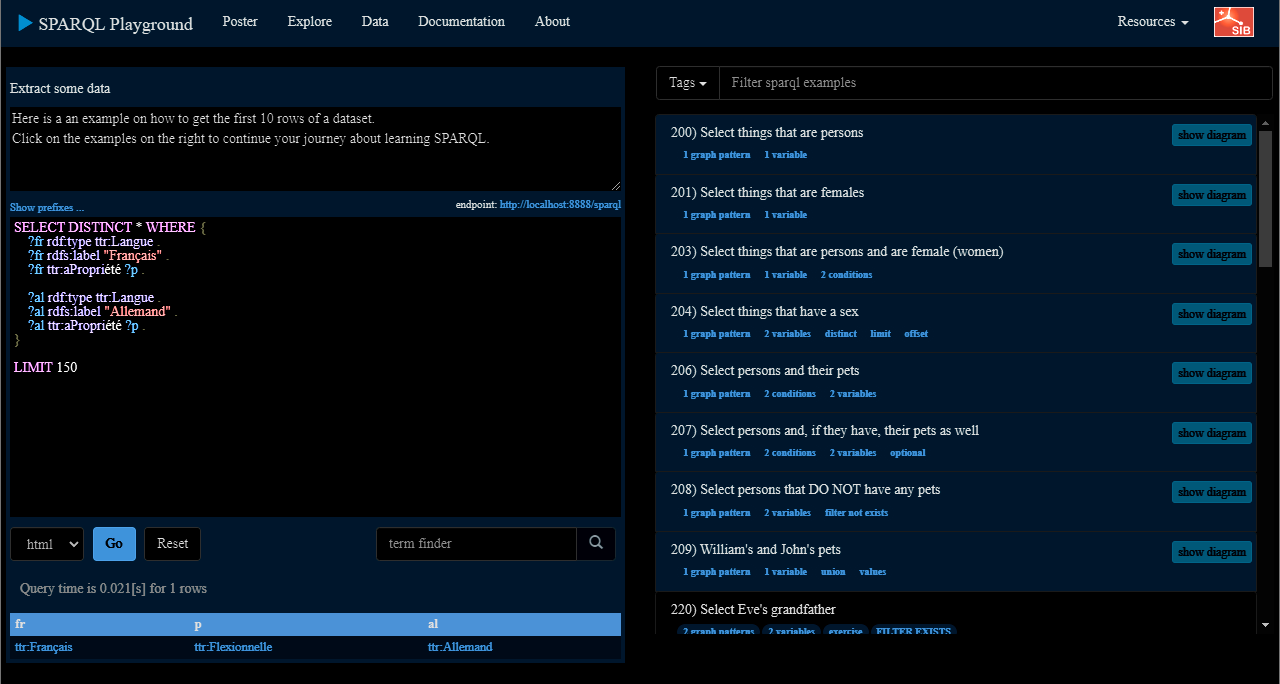 SPARQL Playground Poster Explore Data Documentation About Resources SIB
Extract some data
Here is a an example on how to get the first 10 rows of a dataset.
Click on the examples on the right to continue your journey about learning SPARQL.
Show prefixes ... endpoint: http://localhost:8888/sparql
SELECT DISTINCT * WHERE {
?fr rdf:type ttr:Langue .
?fr rdfs:label "Français" .
?fr ttr:aPropriété ?p .
?al rdf:type ttr:Langue .
?al rdfs:label "Allemand" .
?al ttr:aPropriété ?p .
}
LIMIT 150
html Go Reset term finder
Query time is 0.021[s] for 1 rows
fr p al
ttr:Français ttr:Flexionnelle ttr:Allemand
Tags Filter sparql examples
200) Select things that are persons show diagram
1 graph pattern 1 variable
201) Select things that are females show diagram
1 graph pattern 1 variable
203) Select things that are persons and are female (women) show diagram
1 graph pattern 1 variable 2 conditions
204) Select things that have a sex show diagram
1 graph pattern 2 variables distinct limit offset
206) Select persons and their pets show diagram
1 graph pattern 2 conditions 2 variables
207) Select persons and, if they have, their pets as well show diagram
1 graph pattern 2 conditions 2 variables optional
208) Select persons that DO NOT have any pets show diagram
1 graph pattern 2 variables filter not exists
209) William's and John's pets show diagram
1 graph pattern 1 variable union values
220) Select Eve's grandfather
2 graph patterns 2 variables exercise FILTER EXISTS